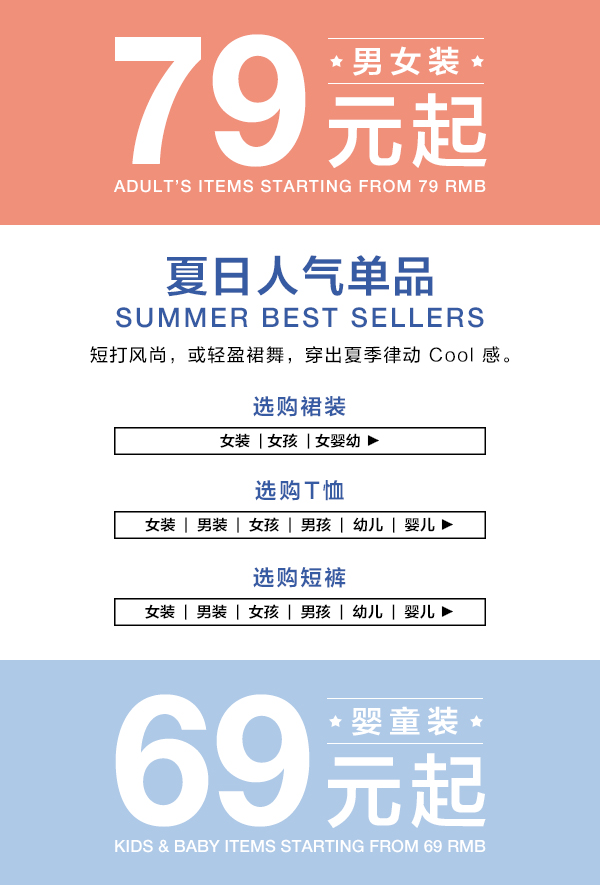 79
★ 男女装 ★
元起
ADULT'S ITEMS STARTING FROM 79 RMB
夏日人气单品
SUMMER BEST SELLERS
短打风尚，或轻盈裙舞，穿出夏季律动 Cool 感。
选购裙装
女装 | 女孩 | 女婴幼 ▶
选购T恤
女装 | 男装 | 女孩 | 男孩 | 幼儿 | 婴儿 ▶
选购短裤
女装 | 男装 | 女孩 | 男孩 | 幼儿 | 婴儿 ▶
69
★ 婴童装 ★
元起
KIDS & BABY ITEMS STARTING FROM 69 RMB